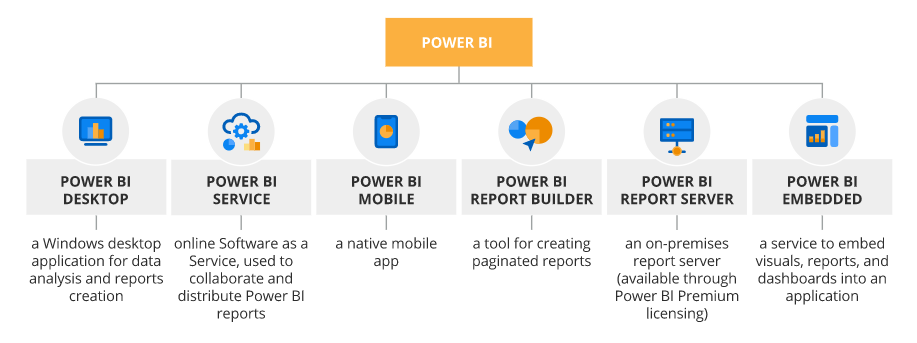 POWER BI
POWER BI
DESKTOP
a Windows desktop
application for data
analysis and reports
creation
POWER BI
SERVICE
online Software as a
Service, used to
collaborate and
distribute Power BI
reports
POWER BI
MOBILE
a native mobile
app
POWER BI
REPORT BUILDER
a tool for creating
paginated reports
POWER BI
REPORT SERVER
an on-premises
report server
(available through
Power BI Premium
licensing)
POWER BI
EMBEDDED
a service to embed
visuals, reports, and
dashboards into an
application